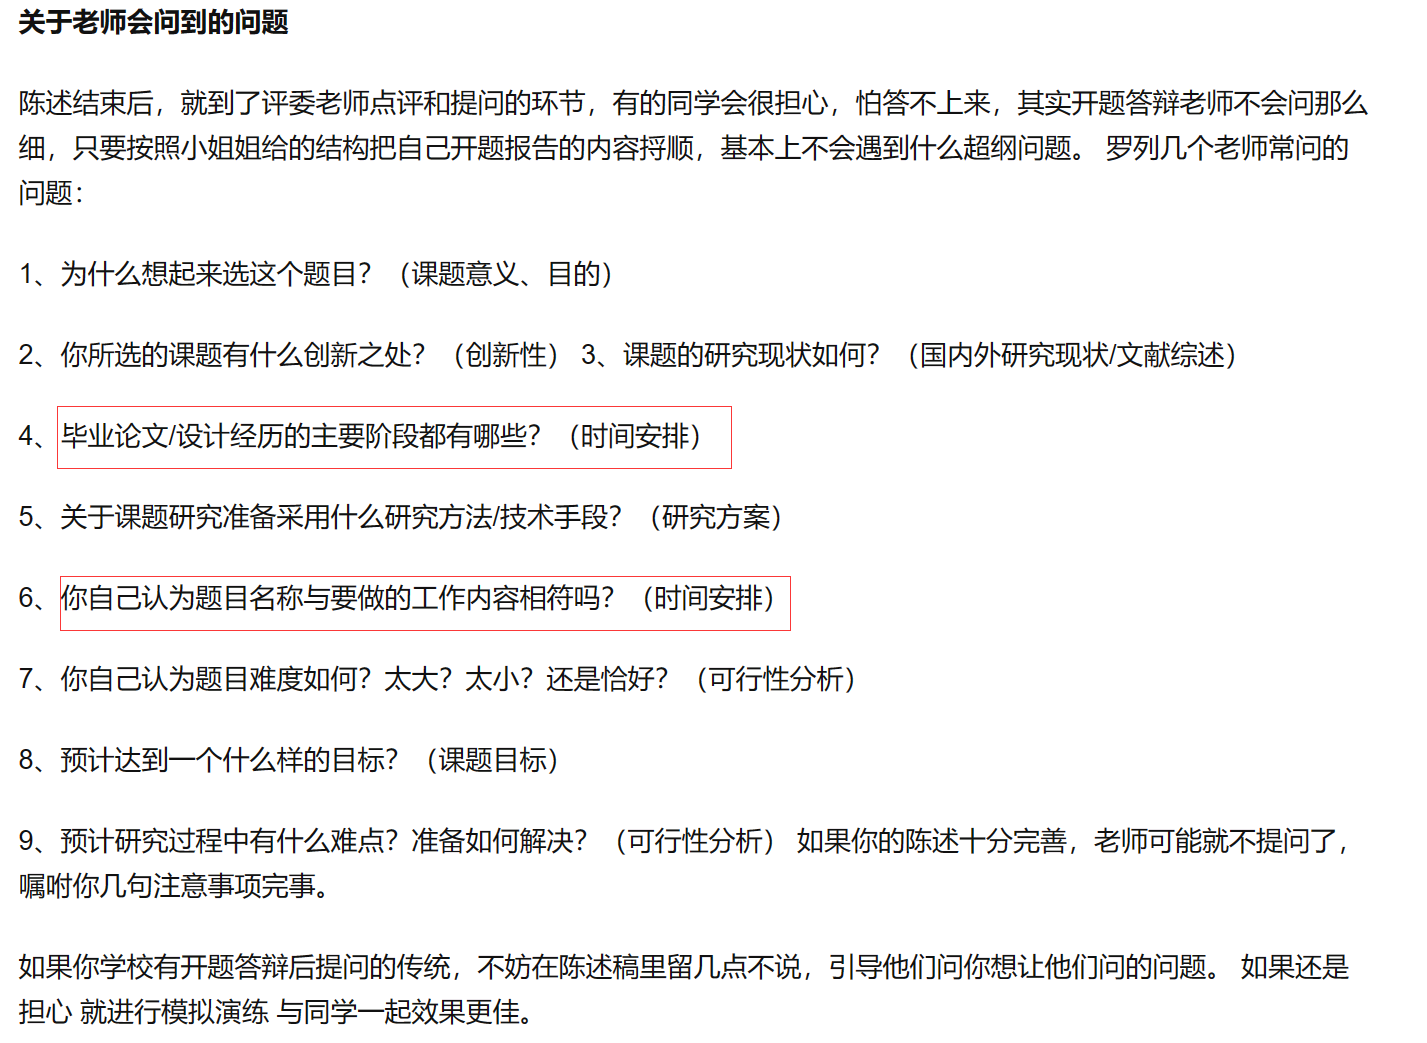 关于老师会问到的问题
陈述结束后，就到了评委老师点评和提问的环节，有的同学会很担心，怕答不上来，其实开题答辩老师不会问那么
细，只要按照小姐姐给的结构把自己开题报告的内容捋顺，基本上不会遇到什么超纲问题。 罗列几个老师常问的
问题：
1、为什么想起来选这个题目？（课题意义、目的）
2、你所选的课题有什么创新之处？（创新性） 3、课题的研究现状如何？（国内外研究现状/文献综述）
4、毕业论文/设计经历的主要阶段都有哪些？（时间安排）
5、关于课题研究准备采用什么研究方法/技术手段？（研究方案）
6、你自己认为题目名称与要做的工作内容相符吗？（时间安排）
7、你自己认为题目难度如何？太大？太小？还是恰好？（可行性分析）
8、预计达到一个什么样的目标？（课题目标）
9、预计研究过程中有什么难点？准备如何解决？（可行性分析） 如果你的陈述十分完善，老师可能就不提问了，
嘱咐你几句注意事项完事。
如果你学校有开题答辩后提问的传统，不妨在陈述稿里留几点不说，引导他们问你想让他们问的问题。 如果还是
担心 就进行模拟演练 与同学一起效果更佳。